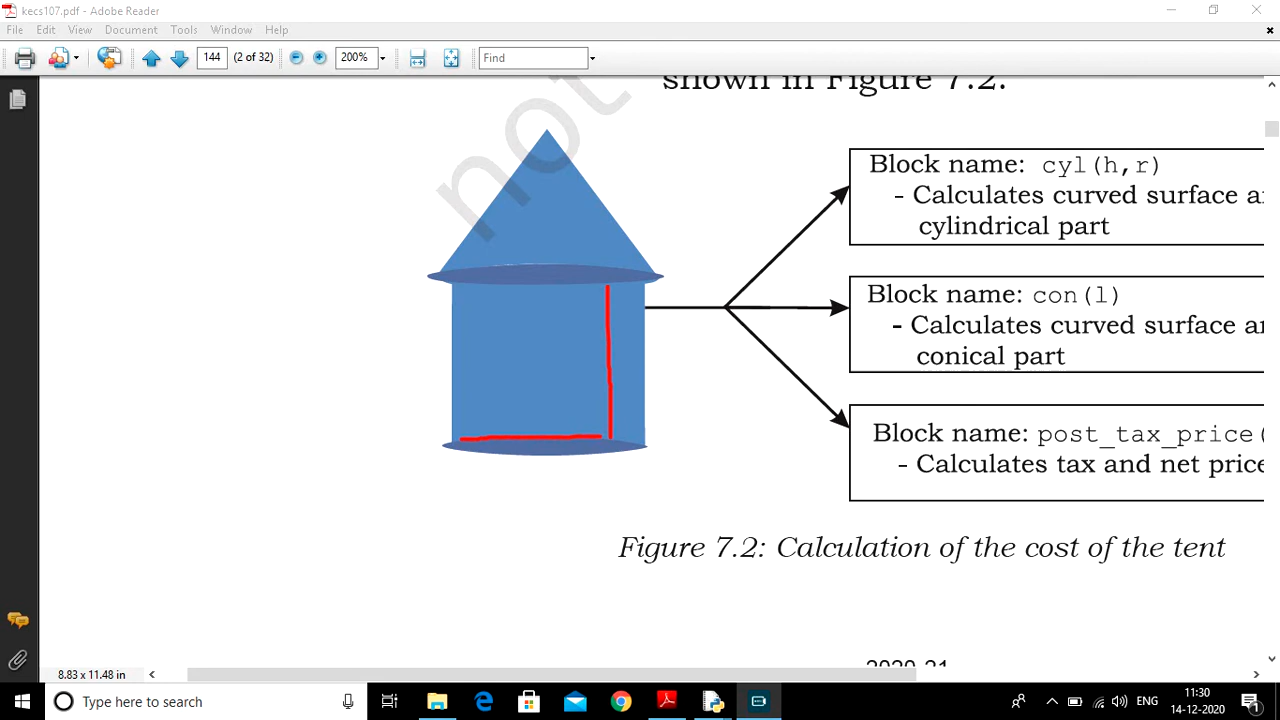 kecs107.pdf - Adobe Reader
File Edit View Document Tools Window Help
144 (2 of 32) 200% Find
shown in Figure 7.2.
not
Block name: cyl(h,r)
- Calculates curved surface
cylindrical part
Block name: con(l)
- Calculates curved surface
conical part
Block name: post_tax_price(
- Calculates tax and net price
Figure 7.2: Calculation of the cost of the tent
2020-21
8.83 x 11.48 in
Type here to search
ENG
11:30
14-12-2020
1